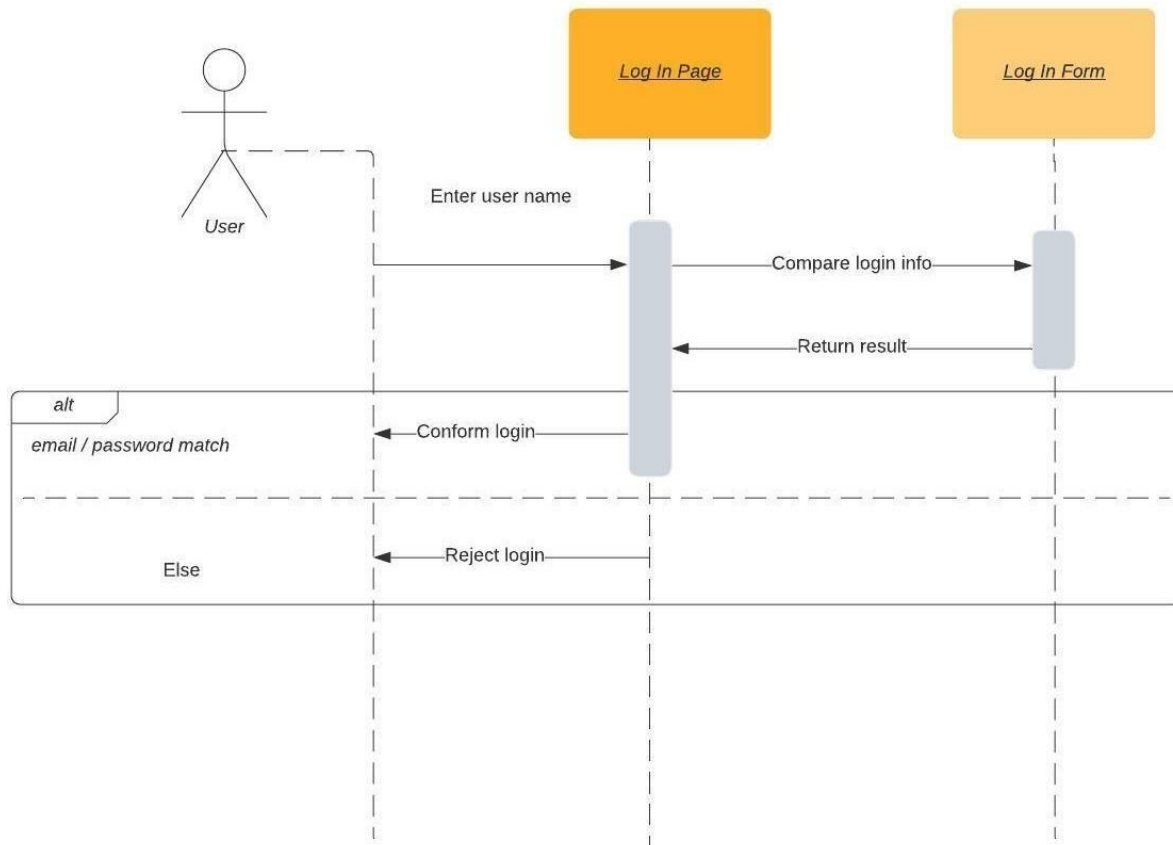 Log In Page
Log In Form
User
Enter user name
Compare login info
Return result
alt
email / password match
Conform login
Reject login
Else